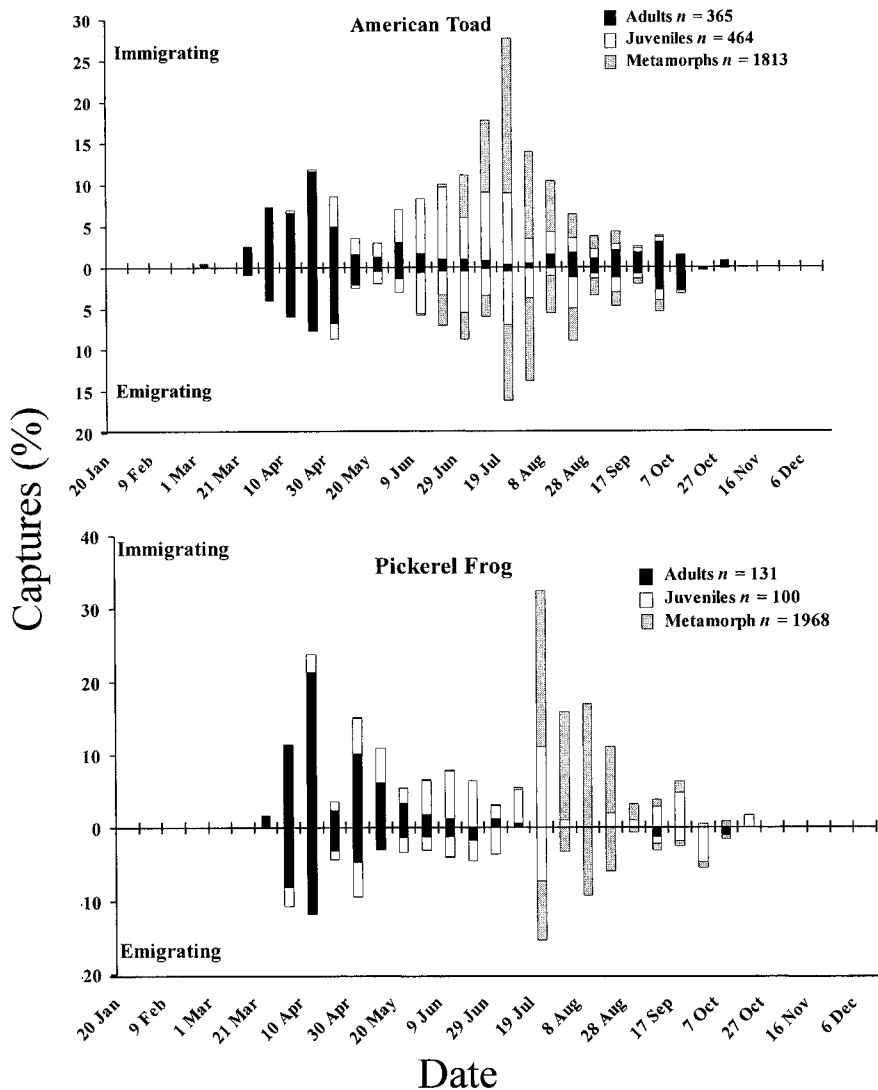 American Toad
Adults n = 365
Juveniles n = 464
Metamorphs n = 1813
Immigrating
Emigrating
30
25
20
15
10
5
0
5
10
15
20
20 Jan
9 Feb
1 Mar
21 Mar
10 Apr
30 Apr
20 May
9 Jun
29 Jun
19 Jul
8 Aug
28 Aug
17 Sep
7 Oct
27 Oct
16 Nov
6 Dec
Captures (%)
Pickerel Frog
Adults n = 131
Juveniles n = 100
Metamorph n = 1968
Immigrating
Emigrating
40
30
20
10
0
-10
-20
20 Jan
9 Feb
1 Mar
21 Mar
10 Apr
30 Apr
20 May
9 Jun
29 Jun
19 Jul
8 Aug
28 Aug
17 Sep
7 Oct
27 Oct
16 Nov
6 Dec
Date